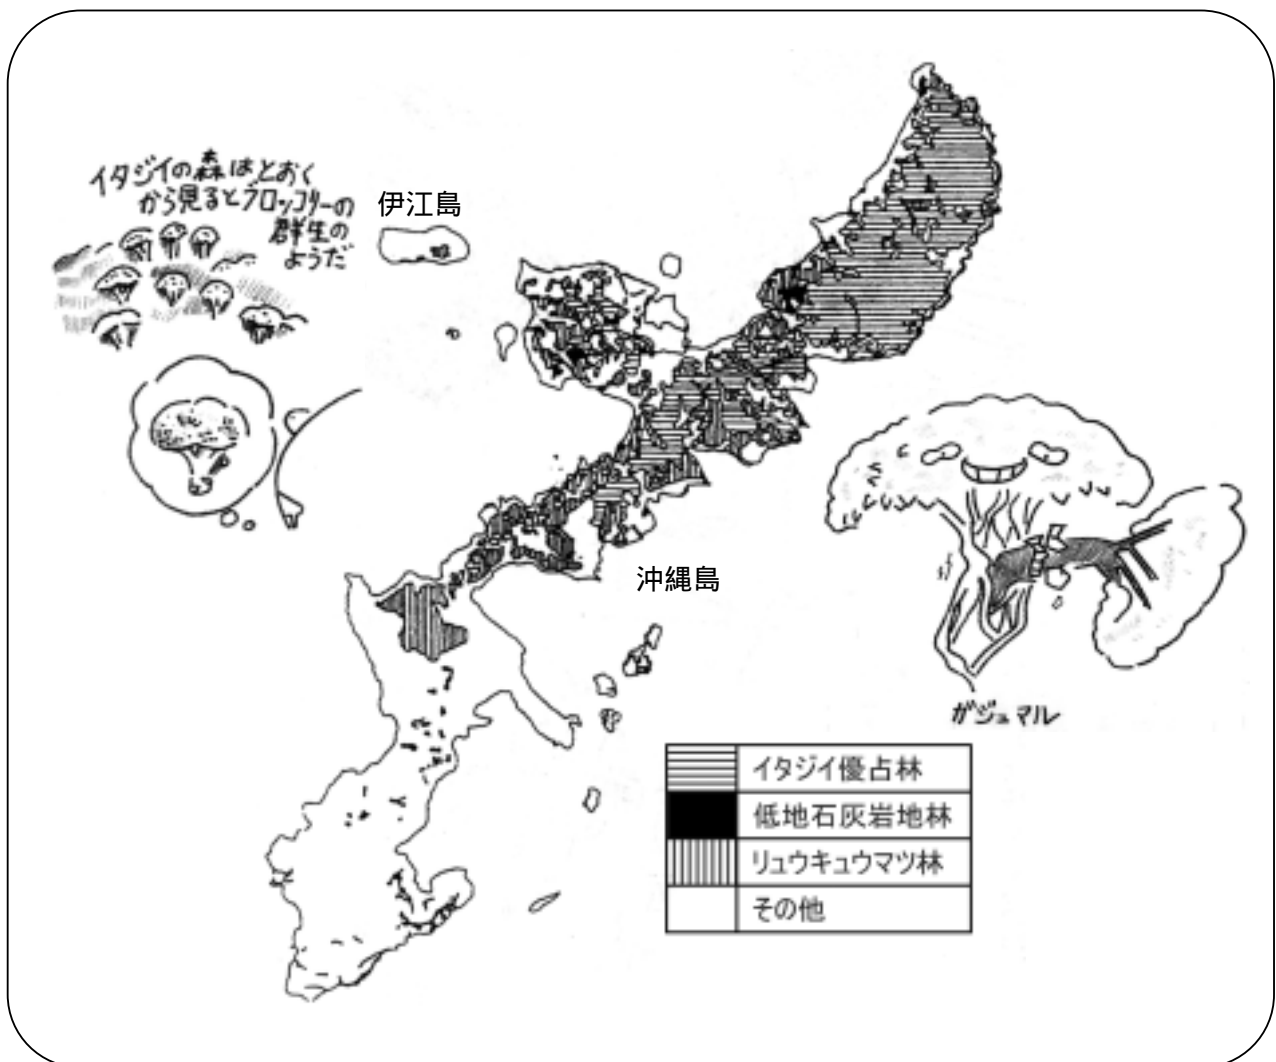 イタジイの森はとおく
から見るとブロッコリーの
群生の
ようだ
伊江島
沖縄島
ガジュマル
イタジイ優占林
低地石灰岩地林
リュウキュウマツ林
その他